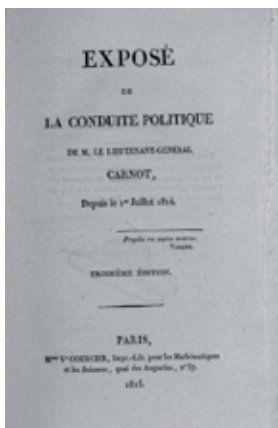 EXPOSÉ
DE
LA CONDUITE POLITIQUE
DE M. LE LIEUTENANT-GÉNÉRAL
CARNOT,
Depuis le 1er Juillet 1814.
TROISIÈME ÉDITION.
PARIS,
Mme Ve COURCIER, Impr.-Lib. pour les Mathématiques
et les Sciences, quai des Augustins, n° 57.
1815.